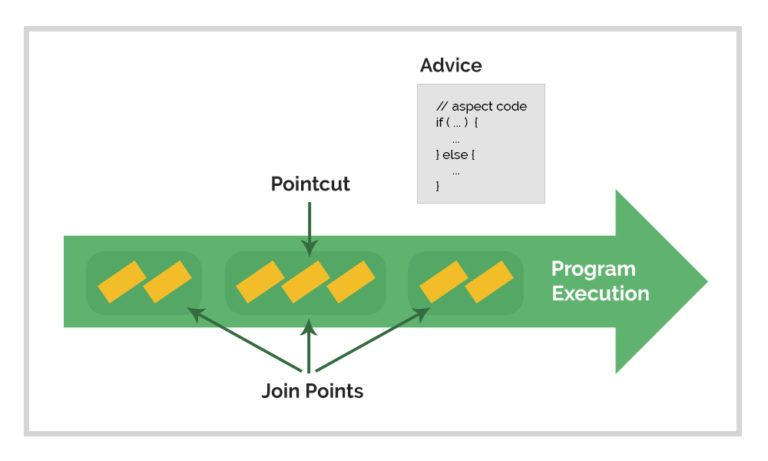 Advice
// aspect code
if ( ... ) {
...
} else {
...
}
Pointcut
Program
Execution
Join Points